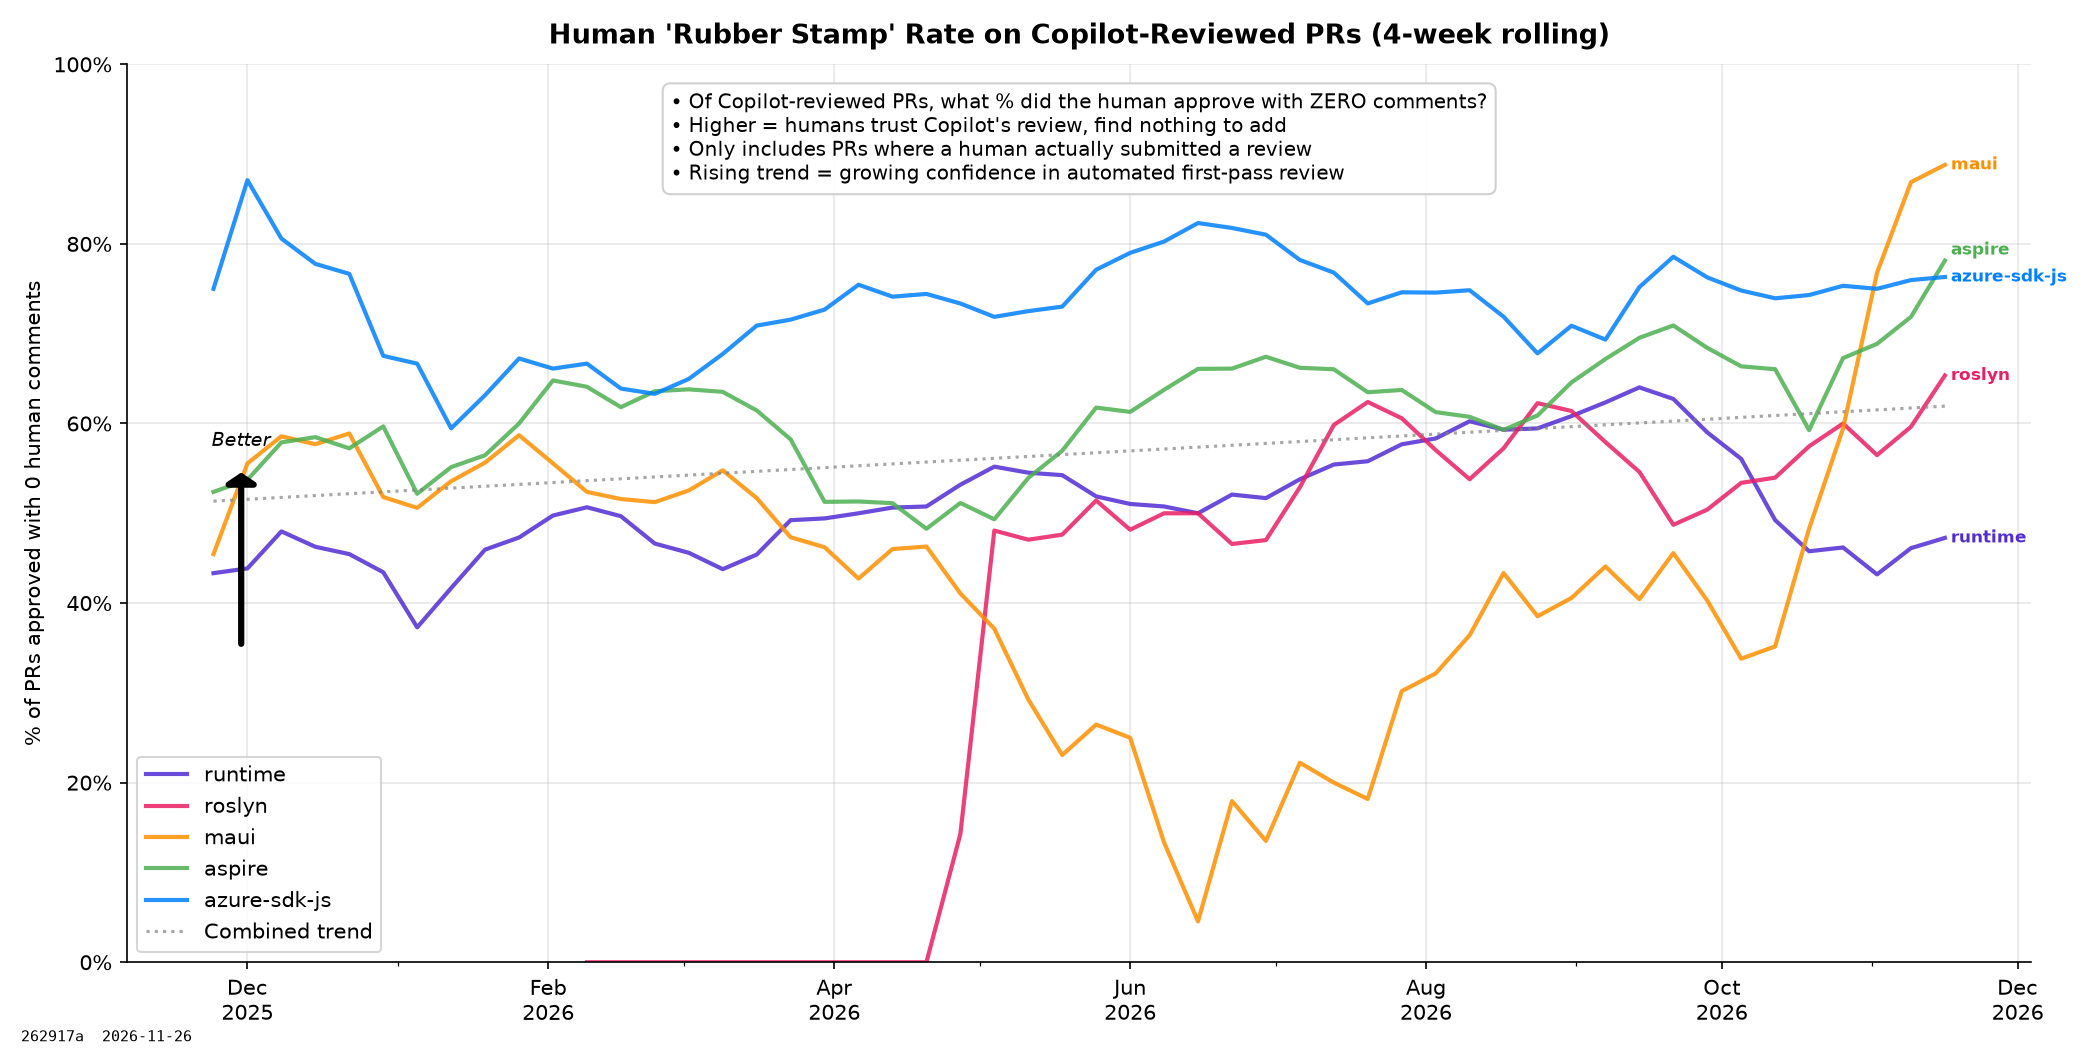 Human 'Rubber Stamp' Rate on Copilot-Reviewed PRs (4-week rolling)
• Of Copilot-reviewed PRs, what % did the human approve with ZERO comments?
• Higher = humans trust Copilot's review, find nothing to add
• Only includes PRs where a human actually submitted a review
• Rising trend = growing confidence in automated first-pass review
% of PRs approved with 0 human comments
100%
80%
60%
40%
20%
0%
Better
maui
aspire
azure-sdk-js
roslyn
runtime
runtime
roslyn
maui
aspire
azure-sdk-js
Combined trend
Dec
2025
Feb
2026
Apr
2026
Jun
2026
Aug
2026
Oct
2026
Dec
2026
262917a 2026-11-26